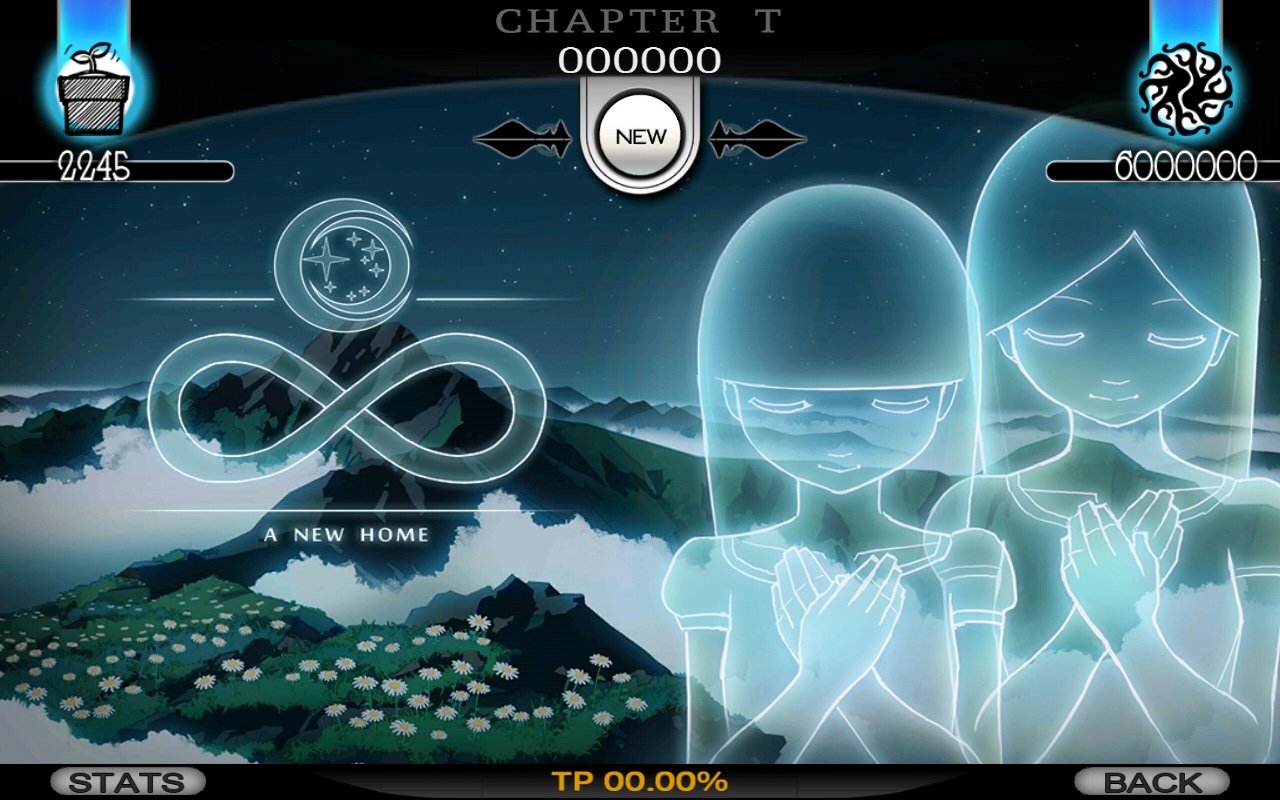 CHAPTER T
000000
NEW
2245
6000000
A NEW HOME
STATS
TP 00.00%
BACK